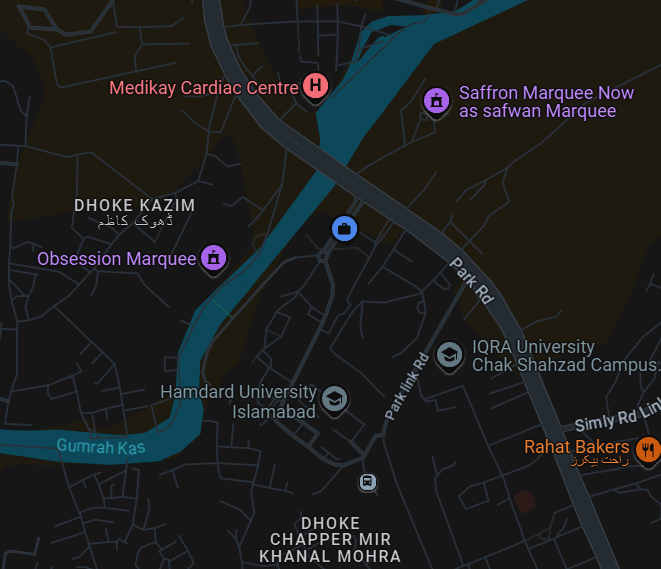 Medikay Cardiac Centre
H
Saffron Marquee Now
as safwan Marquee
DHOKE KAZIM
ڈھوک کاظم
Obsession Marquee
Park Rd
IQRA University
Chak Shahzad Campus.
Park link Rd
Hamdard University
Islamabad
Simly Rd Link
Gumrah Kas
Rahat Bakers
راحت بیکرز
DHOKE
CHAPPER MIR
KHANAL MOHRA